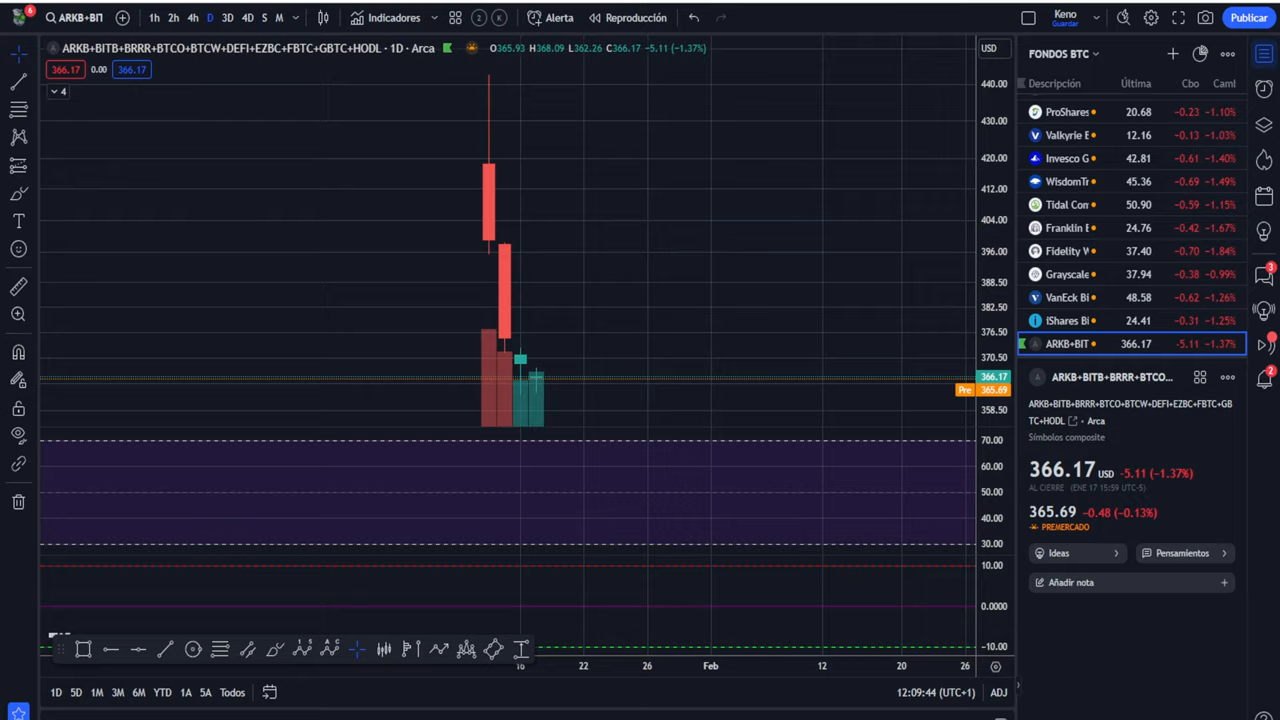 6 ARKB+BIT 1h 2h 4h D 3D 4D S M Indicadores 2 K Alerta Reproducción Keno Guardar Publicar
ARKB+BITB+BRRR+BTCO+BTCW+DEFI+EZBC+FBTC+GBTC+HODL · 1D · Arca O365.93 H368.09 L362.26 C366.17 −5.11 (−1.37%)
366.17 0.00 366.17
4
USD
440.00
430.00
420.00
412.00
404.00
396.00
388.50
382.50
376.50
370.50
366.17
Pre 365.69
358.50
70.00
60.00
50.00
40.00
30.00
10.00
0.0000
−10.00
16 22 26 Feb 12 20 26
1D 5D 1M 3M 6M YTD 1A 5A Todos 12:09:44 (UTC+1) ADJ
FONDOS BTC
Descripción Última Cbo Caml
ProShares 20.68 −0.23 −1.10%
Valkyrie E 12.16 −0.13 −1.03%
Invesco G 42.81 −0.61 −1.40%
WisdomTr 45.36 −0.69 −1.49%
Tidal Com 50.90 −0.59 −1.15%
Franklin E 24.76 −0.42 −1.67%
Fidelity W 37.40 −0.70 −1.84%
Grayscale 37.94 −0.38 −0.99%
VanEck Bi 48.58 −0.62 −1.26%
iShares Bi 24.41 −0.31 −1.25%
ARKB+BIT 366.17 −5.11 −1.37%
ARKB+BITB+BRRR+BTCO...
ARKB+BITB+BRRR+BTCO+BTCW+DEFI+EZBC+FBTC+GB
TC+HODL · Arca
Símbolos composite
366.17 USD −5.11 (−1.37%)
AL CIERRE (ENE 17 15:59 UTC-5)
365.69 −0.48 (−0.13%)
PREMERCADO
Ideas Pensamientos
Añadir nota
3
2